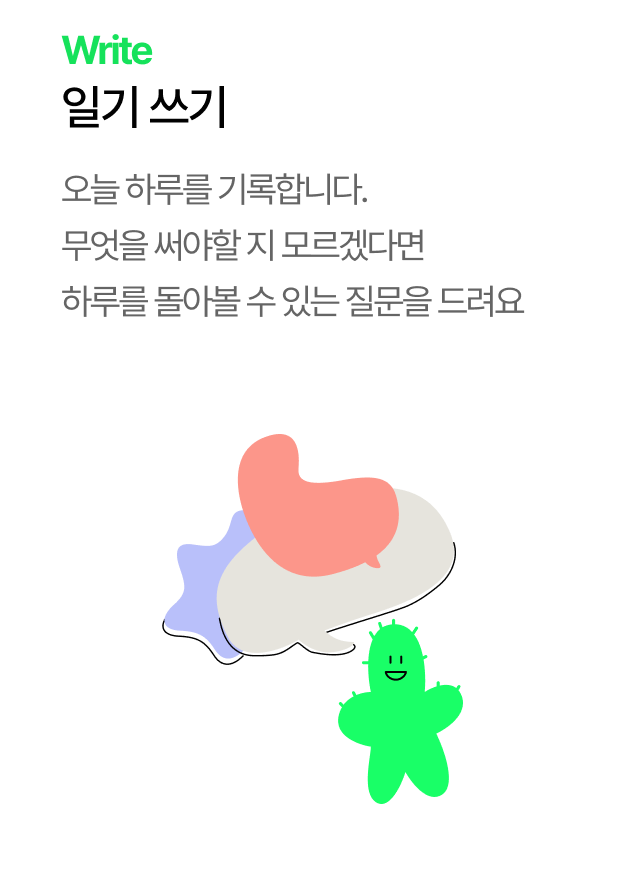 Write
일기 쓰기
오늘 하루를 기록합니다.
무엇을 써야할 지 모르겠다면
하루를 돌아볼 수 있는 질문을 드려요